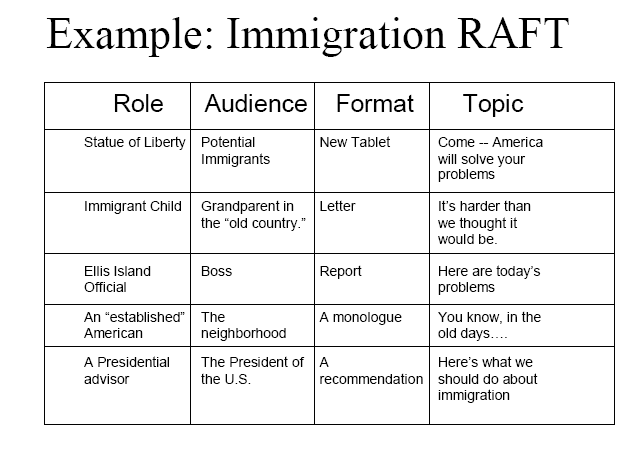 Example: Immigration RAFT
Role Audience Format Topic
Statue of Liberty Potential New Tablet Come -- America
Immigrants will solve your
problems
Immigrant Child Grandparent in Letter It's harder than
the “old country.” we thought it
would be.
Ellis Island Boss Report Here are today's
Official problems
An “established” The A monologue You know, in the
American neighborhood old days….
A Presidential The President of A Here's what we
advisor the U.S. recommendation should do about
immigration